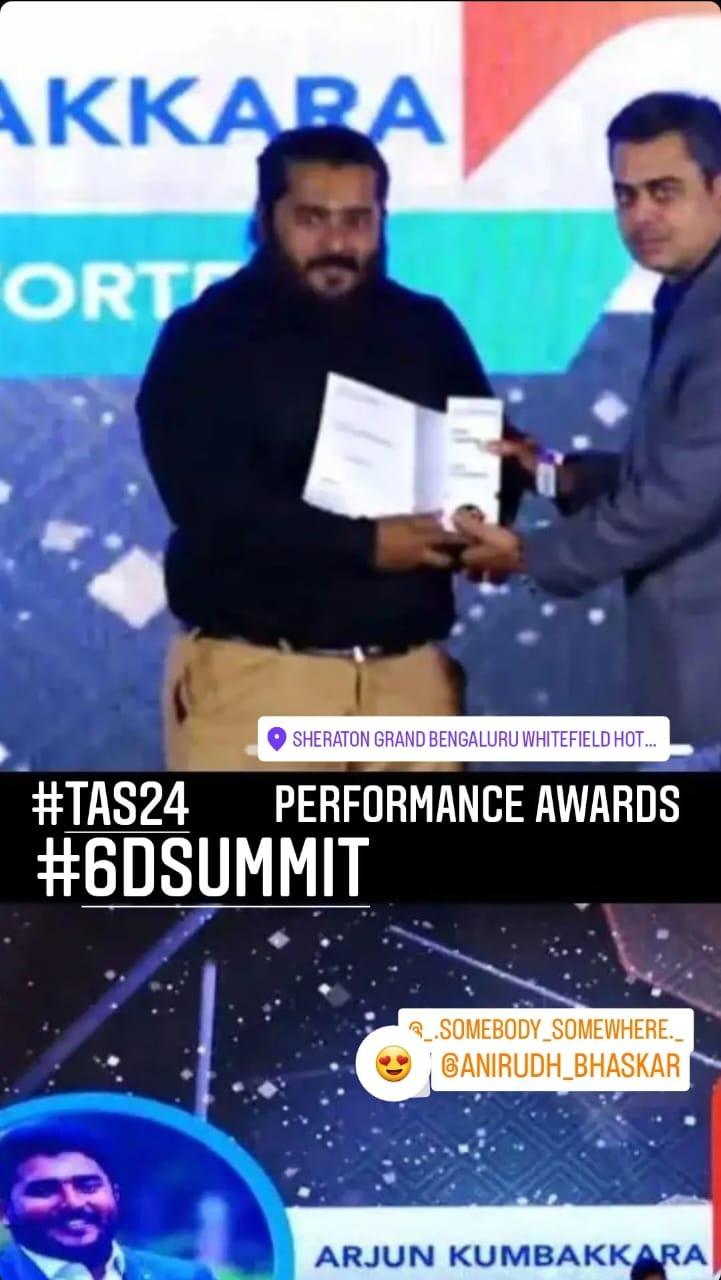 AKKARA
ORT
SHERATON GRAND BENGALURU WHITEFIELD HOT...
#TAS24 PERFORMANCE AWARDS
#6DSUMMIT
@_.SOMEBODY_SOMEWHERE._
@ANIRUDH_BHASKAR
ARJUN KUMBAKKARA